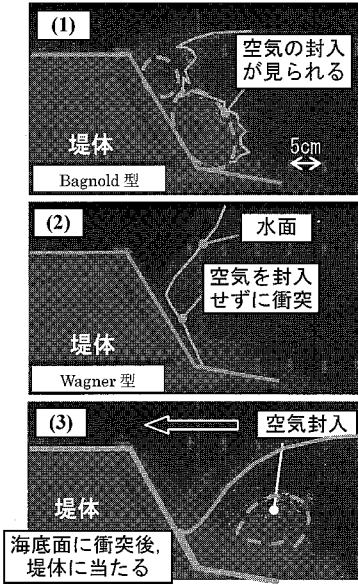 (1)
空気の封入
が見られる
5cm
堤体
Bagnold 型
(2)
水面
空気を封入
せずに衝突
堤体
Wagner 型
(3)
空気封入
堤体
海底面に衝突後,
堤体に当たる